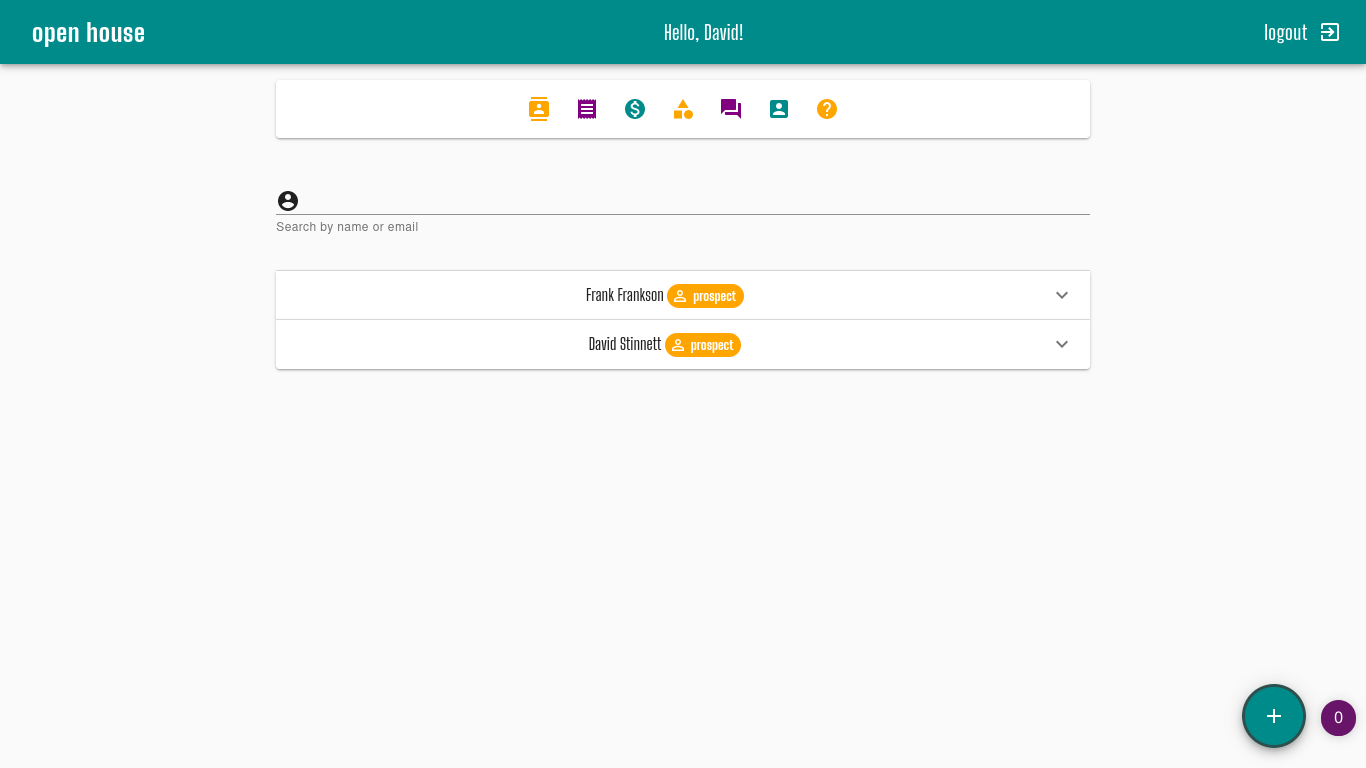 open house
Hello, David!
logout
Search by name or email
Frank Frankson prospect
David Stinnett prospect
0